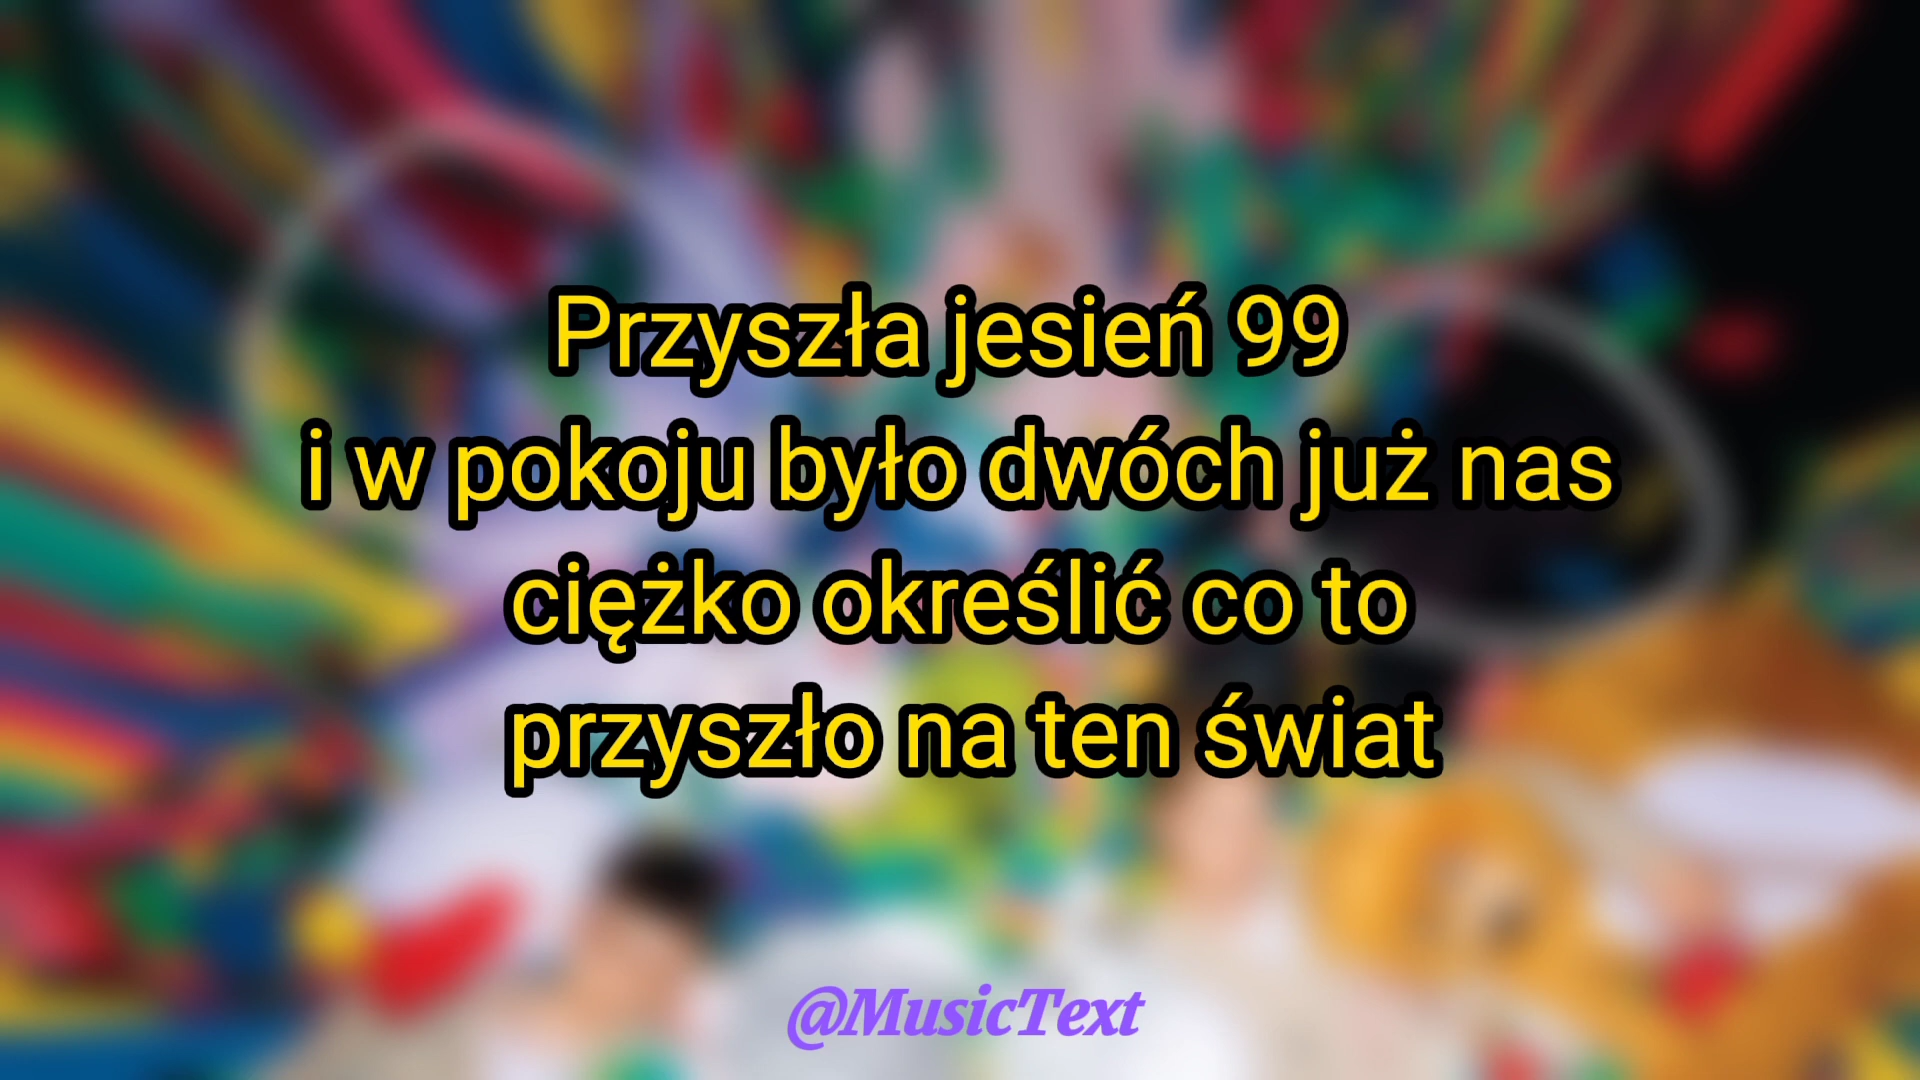 Przyszła jesień 99
i w pokoju było dwóch już nas
ciężko określić co to
przyszło na ten świat
@MusicText